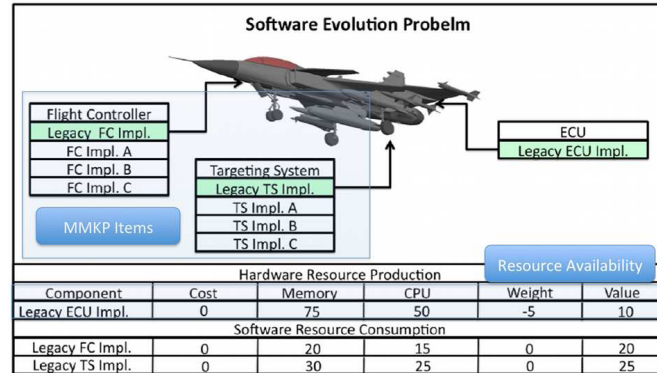 Software Evolution Probelm
Flight Controller
Legacy FC Impl.
FC Impl. A
FC Impl. B
FC Impl. C
MMKP Items
Targeting System
Legacy TS Impl.
TS Impl. A
TS Impl. B
TS Impl. C
ECU
Legacy ECU Impl.
Resource Availability
Hardware Resource Production
Component Cost Memory CPU Weight Value
Legacy ECU Impl. 0 75 50 -5 10
Software Resource Consumption
Legacy FC Impl. 0 20 15 0 20
Legacy TS Impl. 0 30 25 0 25